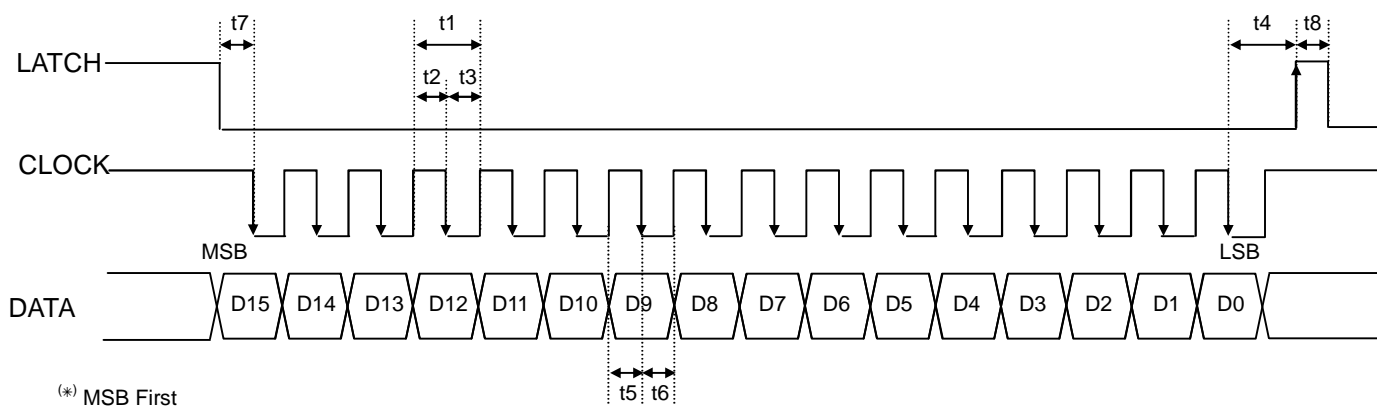 t7 t1 t4 t8
LATCH
t2 t3
CLOCK
MSB LSB
DATA D15 D14 D13 D12 D11 D10 D9 D8 D7 D6 D5 D4 D3 D2 D1 D0
t5 t6
(*) MSB First